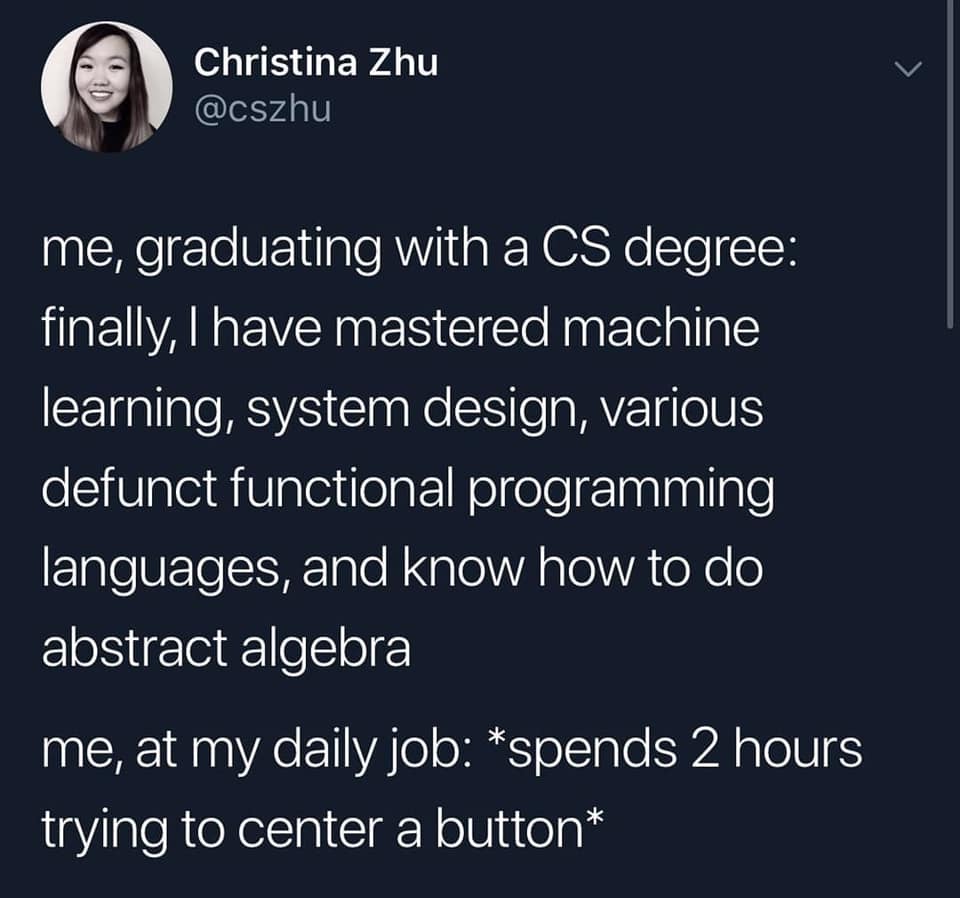 Christina Zhu
@cszhu
me, graduating with a CS degree:
finally, I have mastered machine
learning, system design, various
defunct functional programming
languages, and know how to do
abstract algebra
me, at my daily job: *spends 2 hours
trying to center a button*